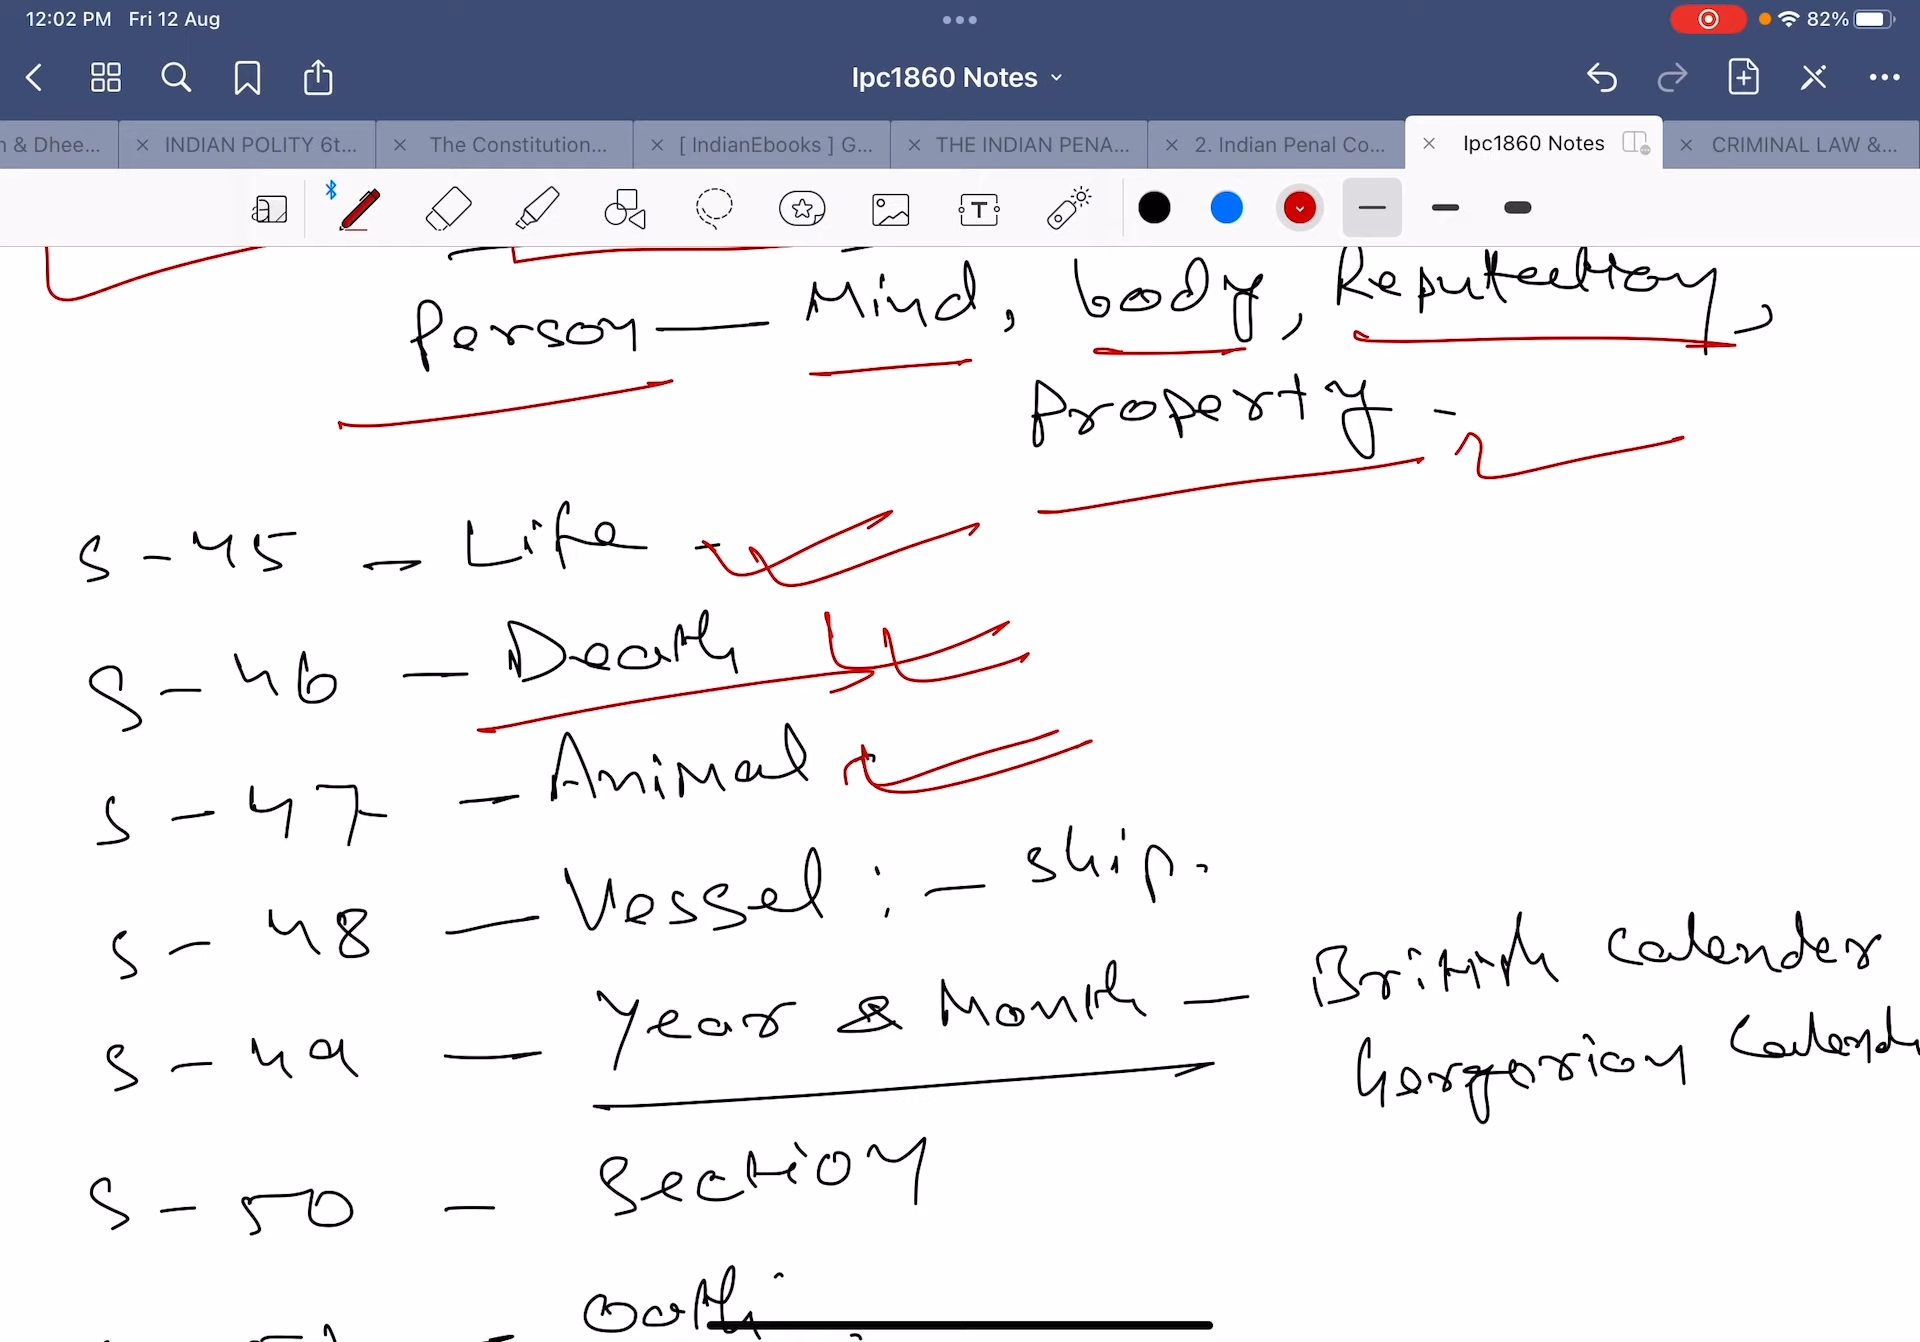 12:02 PM Fri 12 Aug
82%
Ipc1860 Notes
n & Dhee...
INDIAN POLITY 6t...
The Constitution...
[ IndianEbooks ] G...
THE INDIAN PENA...
2. Indian Penal Co...
Ipc1860 Notes
CRIMINAL LAW &...
Person — Mind, body, Reputation,
Property -
S - 45 - Life -
S - 46 - Death
S - 47 - Animal
S - 48 - Vessel : - ship.
S - 49 - Year & Month - British calender
Gorgorion Calend
S - 50 - Section
oath